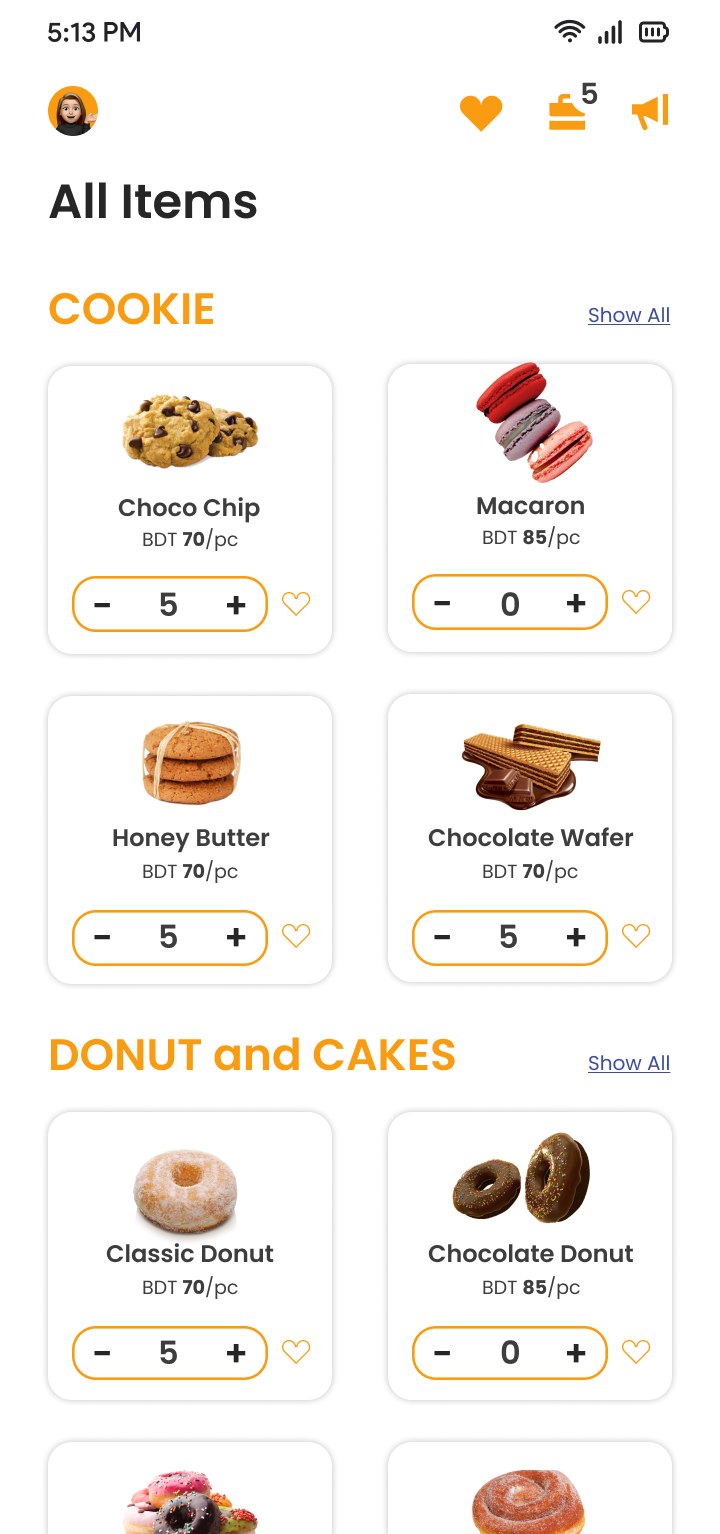 5:13 PM
5
All Items
COOKIE
Show All
Choco Chip
BDT 70/pc
- 5 +
Macaron
BDT 85/pc
- 0 +
Honey Butter
BDT 70/pc
- 5 +
Chocolate Wafer
BDT 70/pc
- 5 +
DONUT and CAKES
Show All
Classic Donut
BDT 70/pc
- 5 +
Chocolate Donut
BDT 85/pc
- 0 +